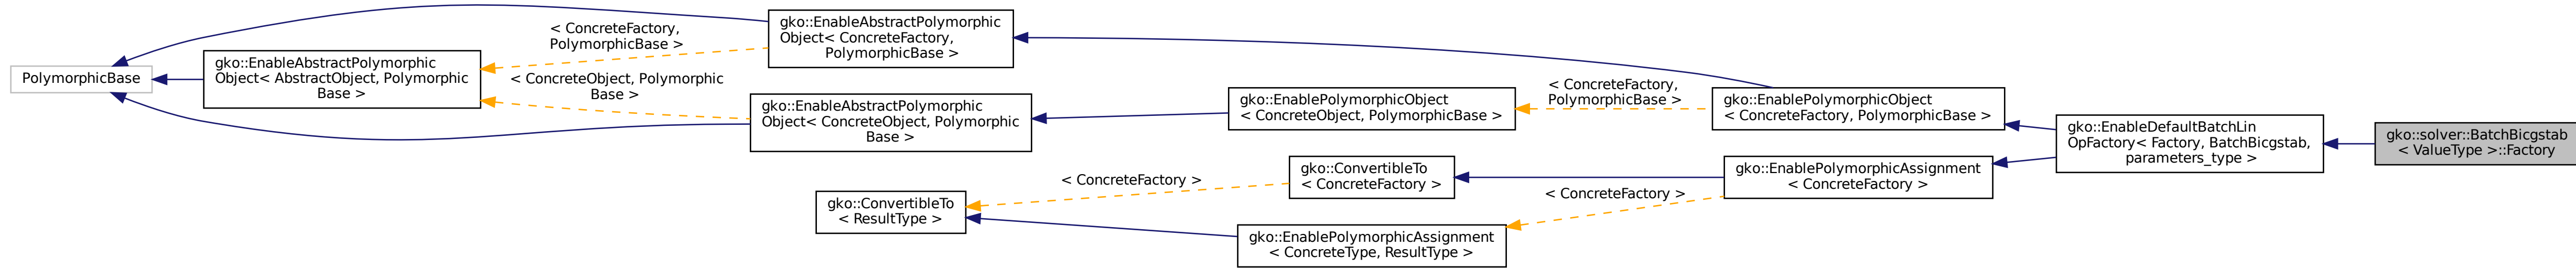 PolymorphicBase
gko::EnableAbstractPolymorphic
Object< AbstractObject, Polymorphic
Base >
< ConcreteFactory,
PolymorphicBase >
< ConcreteObject, Polymorphic
Base >
gko::EnableAbstractPolymorphic
Object< ConcreteFactory,
PolymorphicBase >
gko::EnableAbstractPolymorphic
Object< ConcreteObject, Polymorphic
Base >
gko::ConvertibleTo
< ResultType >
< ConcreteFactory >
gko::EnablePolymorphicObject
< ConcreteObject, PolymorphicBase >
gko::ConvertibleTo
< ConcreteFactory >
gko::EnablePolymorphicAssignment
< ConcreteType, ResultType >
< ConcreteFactory,
PolymorphicBase >
< ConcreteFactory >
gko::EnablePolymorphicObject
< ConcreteFactory, PolymorphicBase >
gko::EnablePolymorphicAssignment
< ConcreteFactory >
gko::EnableDefaultBatchLin
OpFactory< Factory, BatchBicgstab,
parameters_type >
gko::solver::BatchBicgstab
< ValueType >::Factory